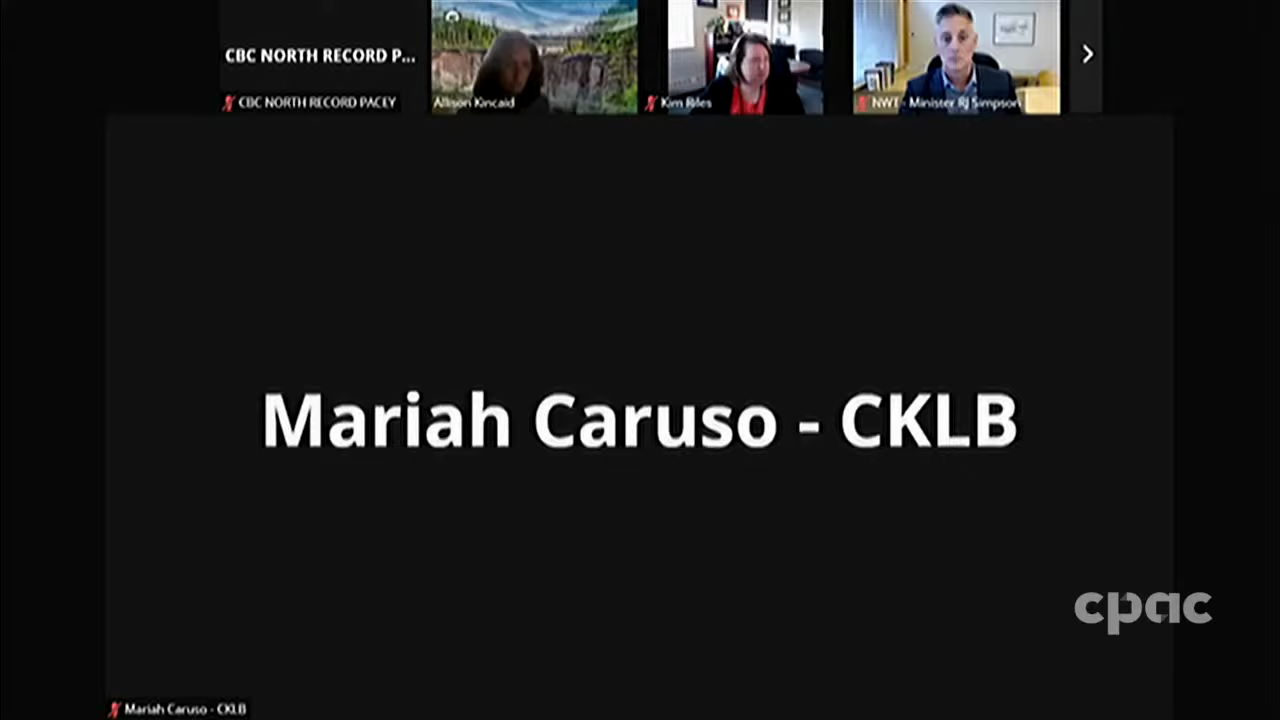 CBC NORTH RECORD P...
CBC NORTH RECORD PACEY
Allison Kincaid
Kim Riles
NWT - Minister RJ Simpson
Mariah Caruso - CKLB
cpac
Mariah Caruso - CKLB